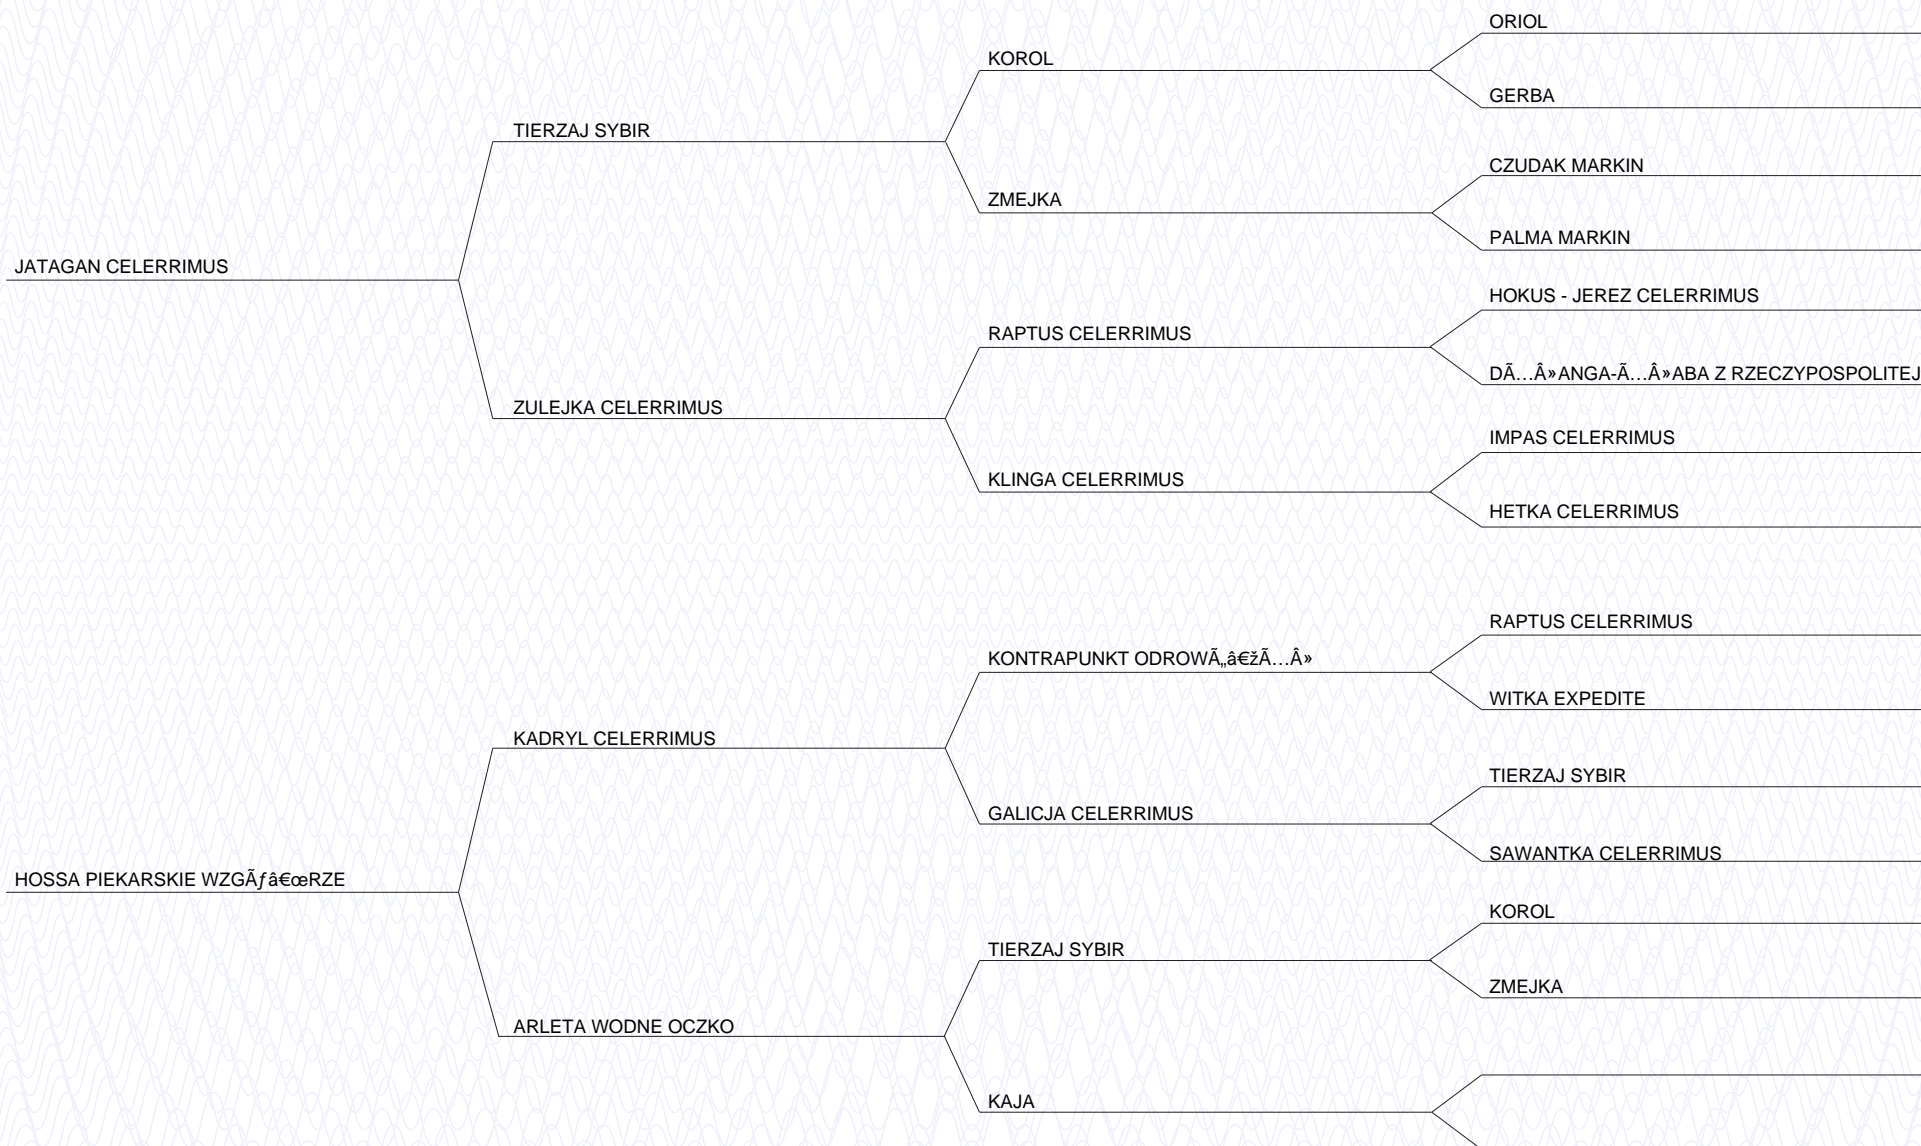 ORIOL
KOROL
GERBA
TIERZAJ SYBIR
CZUDAK MARKIN
ZMEJKA
PALMA MARKIN
JATAGAN CELERRIMUS
HOKUS - JEREZ CELERRIMUS
RAPTUS CELERRIMUS
DÃ…Â»ANGA-Ã…Â»ABA Z RZECZYPOSPOLITEJ
ZULEJKA CELERRIMUS
IMPAS CELERRIMUS
KLINGA CELERRIMUS
HETKA CELERRIMUS
RAPTUS CELERRIMUS
KONTRAPUNKT ODROWÃ„â€žÃ…Â»
WITKA EXPEDITE
KADRYL CELERRIMUS
TIERZAJ SYBIR
GALICJA CELERRIMUS
SAWANTKA CELERRIMUS
HOSSA PIEKARSKIE WZGÃƒâ€œRZE
KOROL
TIERZAJ SYBIR
ZMEJKA
ARLETA WODNE OCZKO
KAJA